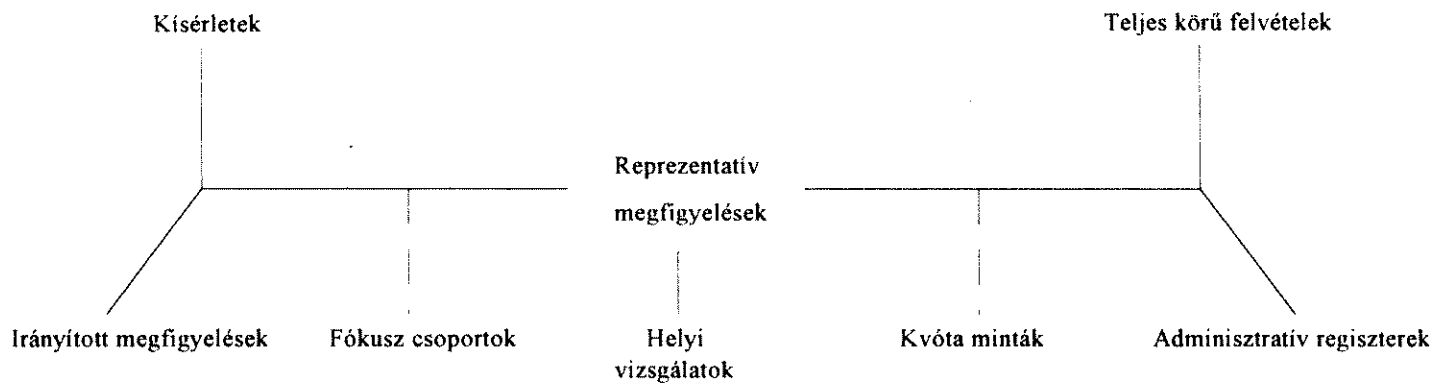 Kísérletek
Teljes körű felvételek
Reprezentatív
megfigyelések
Irányított megfigyelések
Fókusz csoportok
Helyi
vizsgálatok
Kvóta minták
Adminisztratív regiszterek